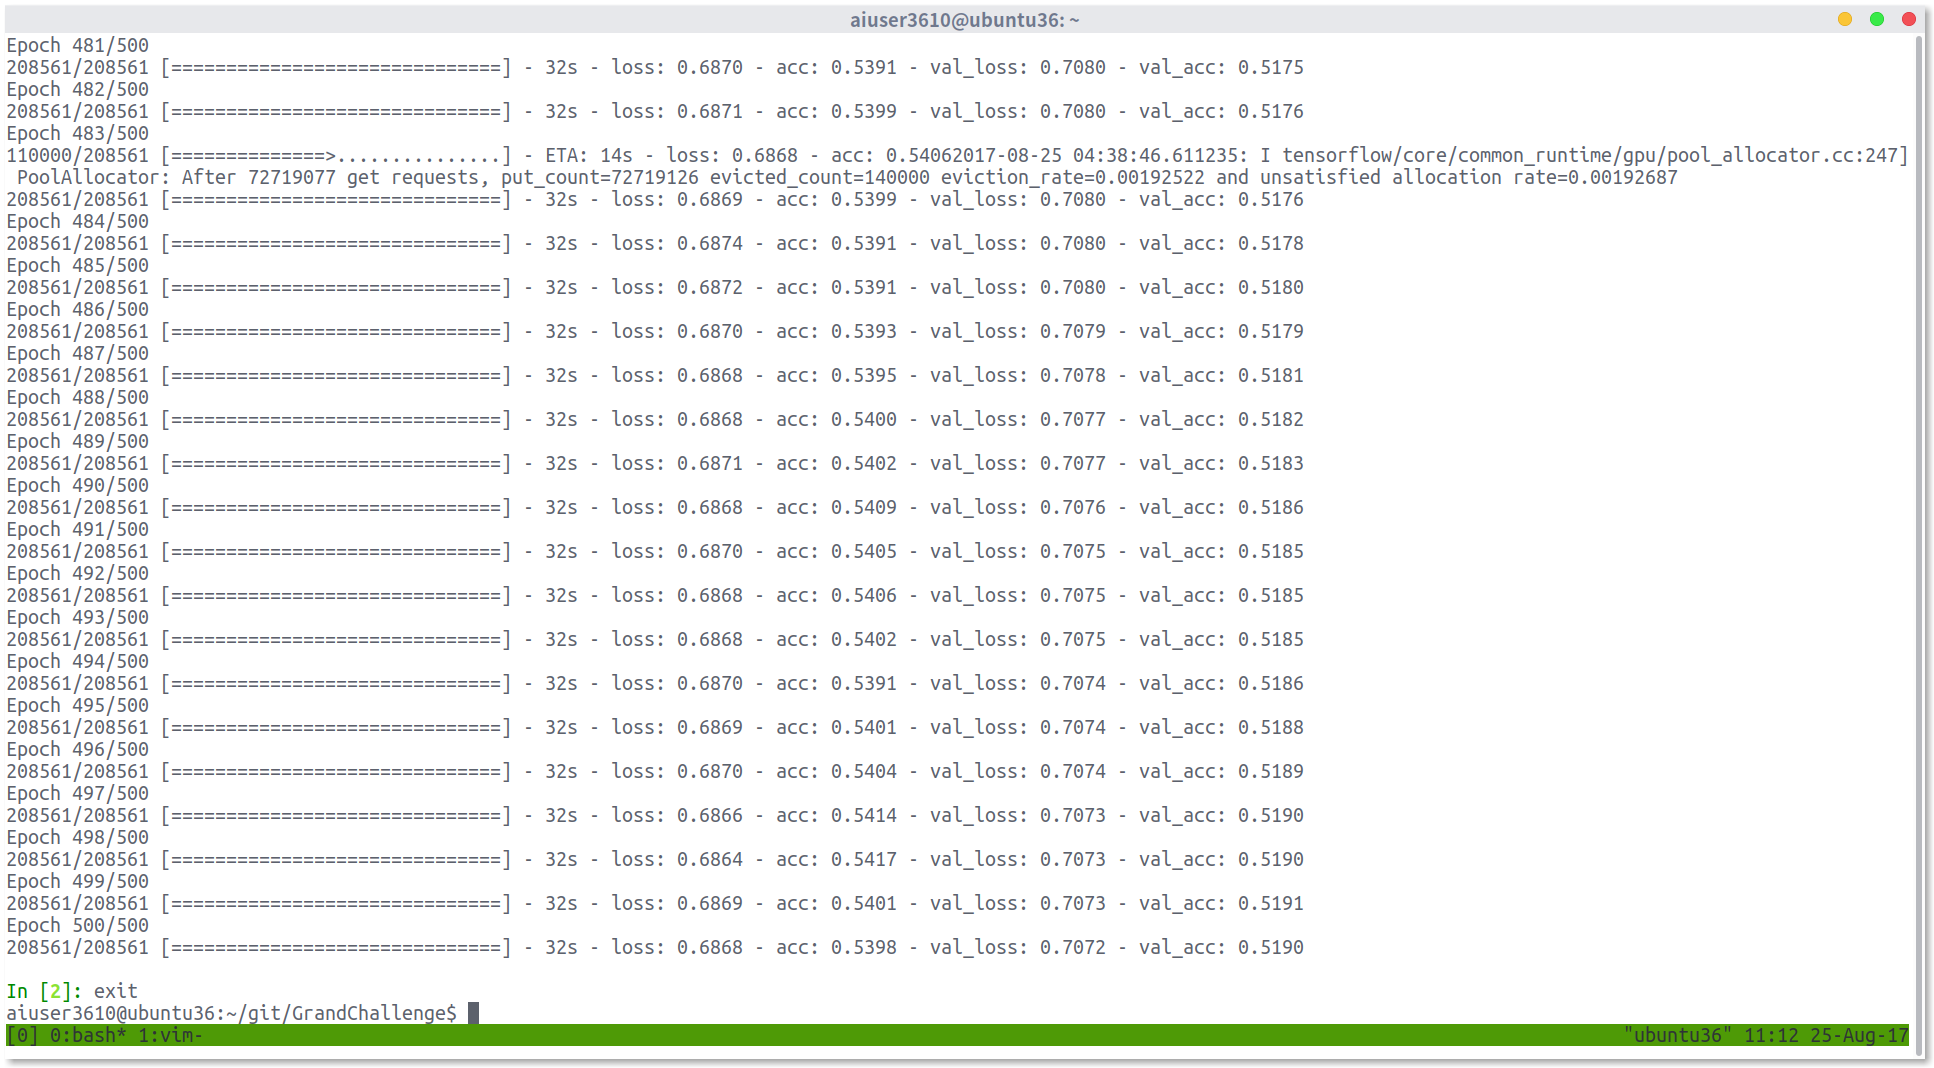 aiuser3610@ubuntu36: ~
Epoch 481/500
208561/208561 [==============================] - 32s - loss: 0.6870 - acc: 0.5391 - val_loss: 0.7080 - val_acc: 0.5175
Epoch 482/500
208561/208561 [==============================] - 32s - loss: 0.6871 - acc: 0.5399 - val_loss: 0.7080 - val_acc: 0.5176
Epoch 483/500
110000/208561 [==============>...............] - ETA: 14s - loss: 0.6868 - acc: 0.54062017-08-25 04:38:46.611235: I tensorflow/core/common_runtime/gpu/pool_allocator.cc:247]
PoolAllocator: After 72719077 get requests, put_count=72719126 evicted_count=140000 eviction_rate=0.00192522 and unsatisfied allocation rate=0.00192687
208561/208561 [==============================] - 32s - loss: 0.6869 - acc: 0.5399 - val_loss: 0.7080 - val_acc: 0.5176
Epoch 484/500
208561/208561 [==============================] - 32s - loss: 0.6874 - acc: 0.5391 - val_loss: 0.7080 - val_acc: 0.5178
Epoch 485/500
208561/208561 [==============================] - 32s - loss: 0.6872 - acc: 0.5391 - val_loss: 0.7080 - val_acc: 0.5180
Epoch 486/500
208561/208561 [==============================] - 32s - loss: 0.6870 - acc: 0.5393 - val_loss: 0.7079 - val_acc: 0.5179
Epoch 487/500
208561/208561 [==============================] - 32s - loss: 0.6868 - acc: 0.5395 - val_loss: 0.7078 - val_acc: 0.5181
Epoch 488/500
208561/208561 [==============================] - 32s - loss: 0.6868 - acc: 0.5400 - val_loss: 0.7077 - val_acc: 0.5182
Epoch 489/500
208561/208561 [==============================] - 32s - loss: 0.6871 - acc: 0.5402 - val_loss: 0.7077 - val_acc: 0.5183
Epoch 490/500
208561/208561 [==============================] - 32s - loss: 0.6868 - acc: 0.5409 - val_loss: 0.7076 - val_acc: 0.5186
Epoch 491/500
208561/208561 [==============================] - 32s - loss: 0.6870 - acc: 0.5405 - val_loss: 0.7075 - val_acc: 0.5185
Epoch 492/500
208561/208561 [==============================] - 32s - loss: 0.6868 - acc: 0.5406 - val_loss: 0.7075 - val_acc: 0.5185
Epoch 493/500
208561/208561 [==============================] - 32s - loss: 0.6868 - acc: 0.5402 - val_loss: 0.7075 - val_acc: 0.5185
Epoch 494/500
208561/208561 [==============================] - 32s - loss: 0.6870 - acc: 0.5391 - val_loss: 0.7074 - val_acc: 0.5186
Epoch 495/500
208561/208561 [==============================] - 32s - loss: 0.6869 - acc: 0.5401 - val_loss: 0.7074 - val_acc: 0.5188
Epoch 496/500
208561/208561 [==============================] - 32s - loss: 0.6870 - acc: 0.5404 - val_loss: 0.7074 - val_acc: 0.5189
Epoch 497/500
208561/208561 [==============================] - 32s - loss: 0.6866 - acc: 0.5414 - val_loss: 0.7073 - val_acc: 0.5190
Epoch 498/500
208561/208561 [==============================] - 32s - loss: 0.6864 - acc: 0.5417 - val_loss: 0.7073 - val_acc: 0.5190
Epoch 499/500
208561/208561 [==============================] - 32s - loss: 0.6869 - acc: 0.5401 - val_loss: 0.7073 - val_acc: 0.5191
Epoch 500/500
208561/208561 [==============================] - 32s - loss: 0.6868 - acc: 0.5398 - val_loss: 0.7072 - val_acc: 0.5190
In [2]: exit
aiuser3610@ubuntu36:~/git/GrandChallenge$
[0] 0:bash* 1:vim- "ubuntu36" 11:12 25-Aug-17